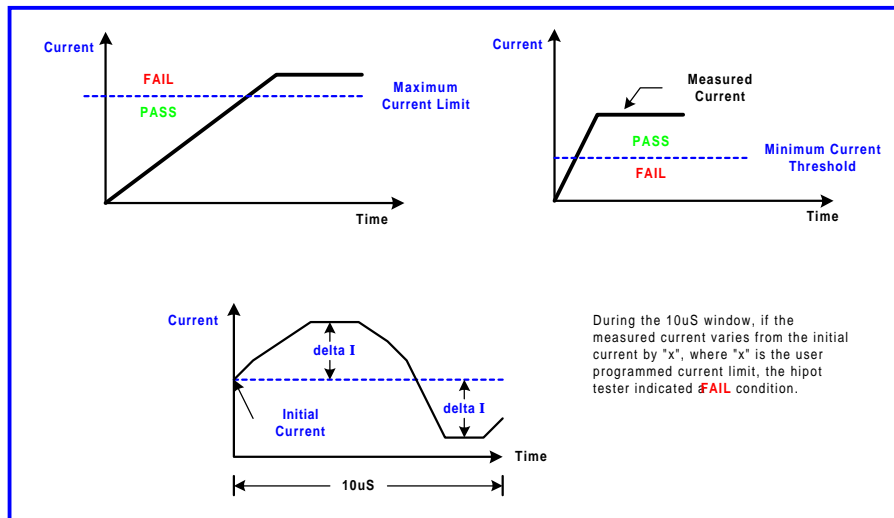 Current
FAIL
PASS
Maximum
Current Limit
Time
Current
Measured
Current
PASS
FAIL
Minimum Current
Threshold
Time
Current
delta I
delta I
Initial
Current
Time
10uS
During the 10uS window, if the
measured current varies from the initial
current by "x", where "x" is the user
programmed current limit, the hipot
tester indicated a FAIL condition.